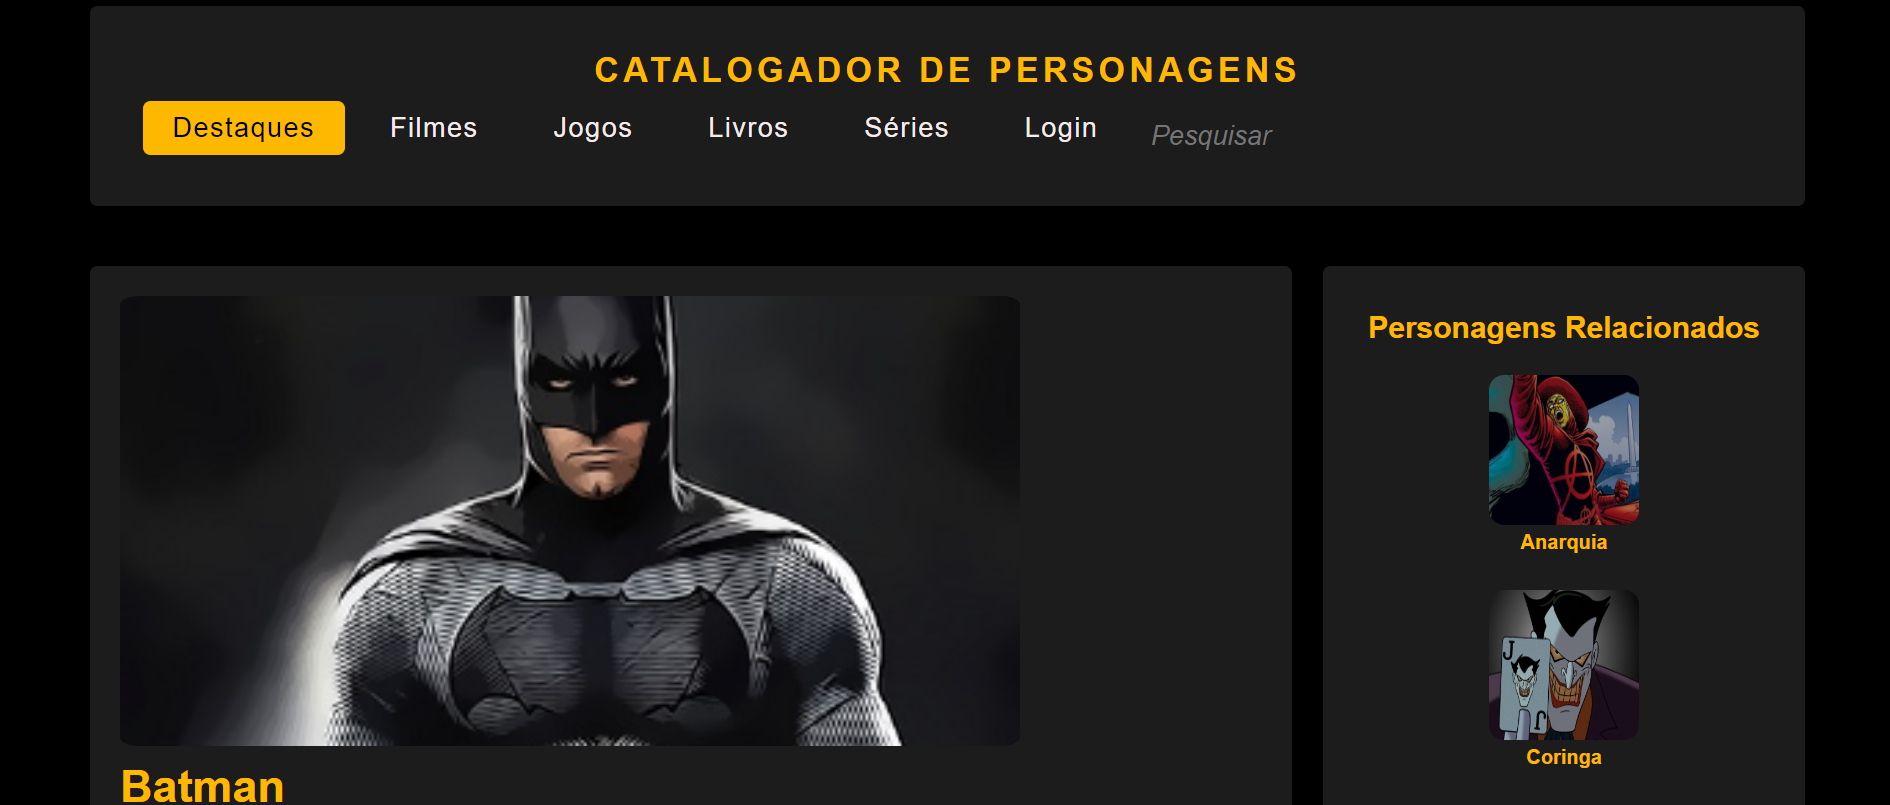 CATALOGADOR DE PERSONAGENS
Destaques Filmes Jogos Livros Séries Login Pesquisar
Batman
Personagens Relacionados
Anarquia
J
J
Coringa